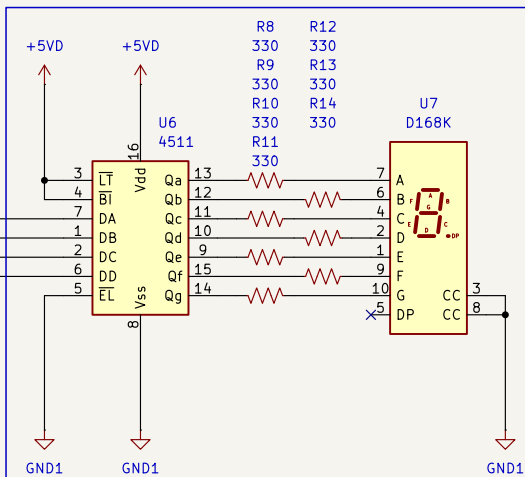 R8 R12
330 330
+5VD +5VD R9 R13
330 330
R10 R14
U6 330 330 U7
4511 R11 D168K
330
16
3 LT Vdd Qa 13 7 A
4 BI Qb 12 6 B
7 DA Qc 11 4 C
1 DB Qd 10 2 D
2 DC Qe 9 1 E
6 DD Qf 15 9 F
5 EL Vss Qg 14 10 G CC 3
5 DP CC 8
8
A
F B
G
E C
D DP
GND1 GND1 GND1